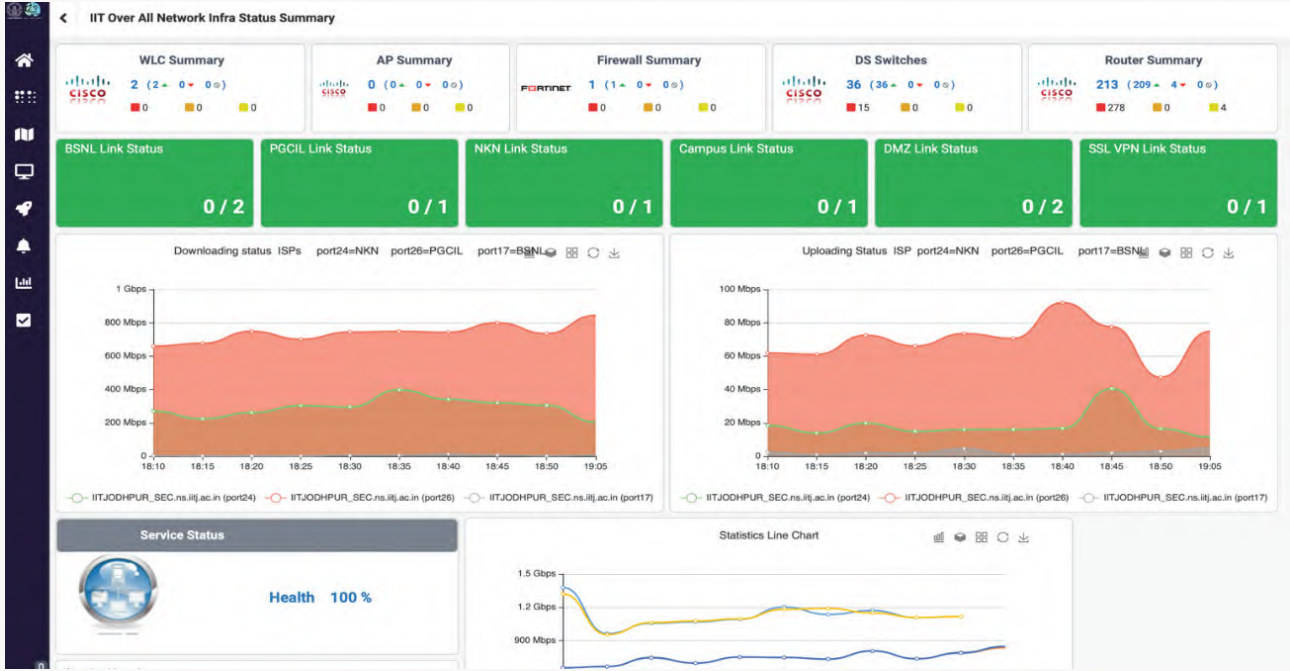 IIT Over All Network Infra Status Summary
WLC Summary
CISCO
2 (2 0 0)
0 0 0
AP Summary
CISCO
0 (0 0 0)
0 0 0
Firewall Summary
FORTINET
1 (1 0 0)
0 0 0
DS Switches
CISCO
36 (36 0 0)
15 0 0
Router Summary
CISCO
213 (209 4 0)
278 0 4
BSNL Link Status
0 / 2
PGCIL Link Status
0 / 1
NKN Link Status
0 / 1
Campus Link Status
0 / 1
DMZ Link Status
0 / 2
SSL VPN Link Status
0 / 1
Downloading status ISPs port24=NKN port26=PGCIL port17=BSNL
1 Gbps
800 Mbps
600 Mbps
400 Mbps
200 Mbps
0
18:10 18:15 18:20 18:25 18:30 18:35 18:40 18:45 18:50 19:05
IITJODHPUR_SEC.ns.iitj.ac.in (port24) IITJODHPUR_SEC.ns.iitj.ac.in (port26) IITJODHPUR_SEC.ns.iitj.ac.in (port17)
Uploading Status ISP port24=NKN port26=PGCIL port17=BSNL
100 Mbps
80 Mbps
60 Mbps
40 Mbps
20 Mbps
0
18:10 18:15 18:20 18:25 18:30 18:35 18:40 18:45 18:50 19:05
IITJODHPUR_SEC.ns.iitj.ac.in (port24) IITJODHPUR_SEC.ns.iitj.ac.in (port26) IITJODHPUR_SEC.ns.iitj.ac.in (port17)
Service Status
Health 100 %
Statistics Line Chart
1.5 Gbps
1.2 Gbps
900 Mbps
0